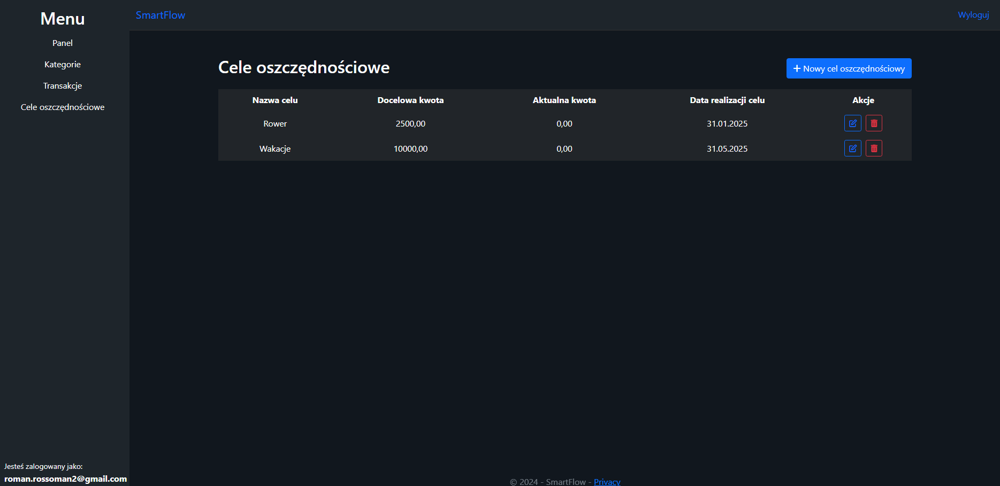 Menu
Panel
Kategorie
Transakcje
Cele oszczędnościowe
Jesteś zalogowany jako:
roman.rossoman2@gmail.com
SmartFlow
Wyloguj
Cele oszczędnościowe
Nowy cel oszczędnościowy
Nazwa celu Docelowa kwota Aktualna kwota Data realizacji celu Akcje
Rower 2500,00 0,00 31.01.2025
Wakacje 10000,00 0,00 31.05.2025
© 2024 - SmartFlow - Privacy